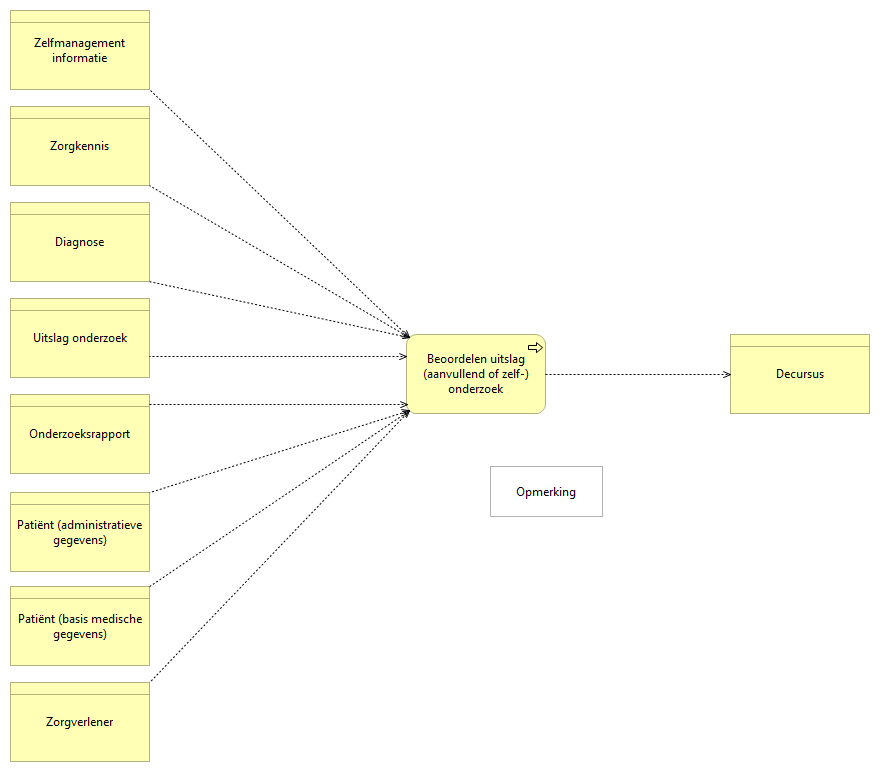 Zelfmanagement
informatie
Zorgkennis
Diagnose
Uitslag onderzoek
Onderzoeksrapport
Patiënt (administratieve
gegevens)
Patiënt (basis medische
gegevens)
Zorgverlener
Beoordelen uitslag
(aanvullend of zelf-)
onderzoek
Opmerking
Decursus